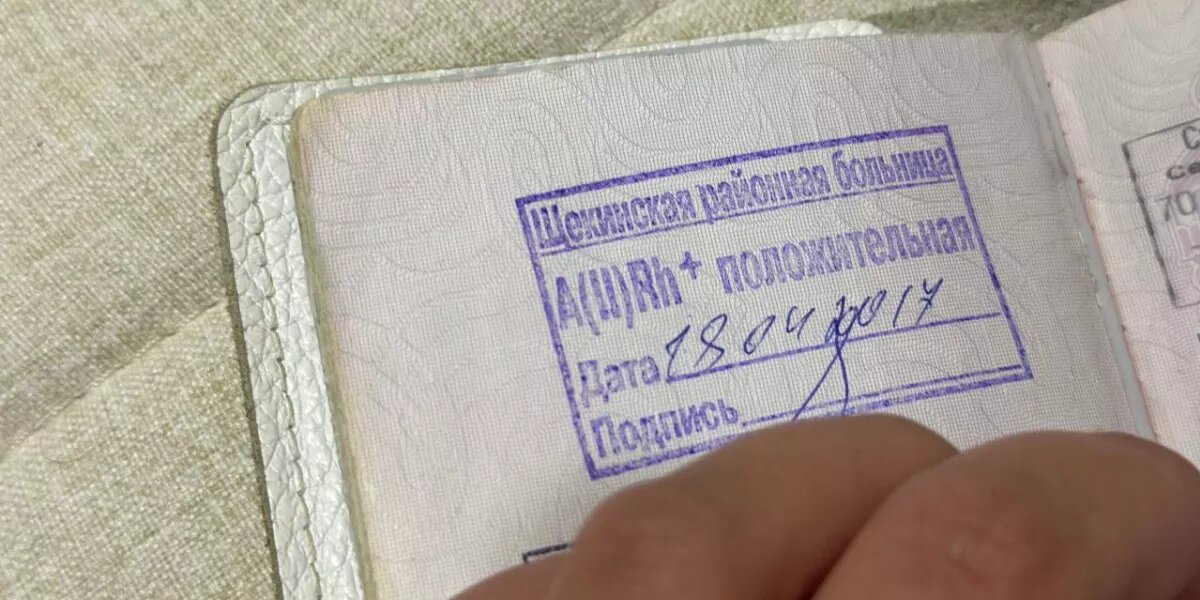 Щекинская районная больница
A(II)Rh+ положительная
Дата 18 04 2017
Подпись